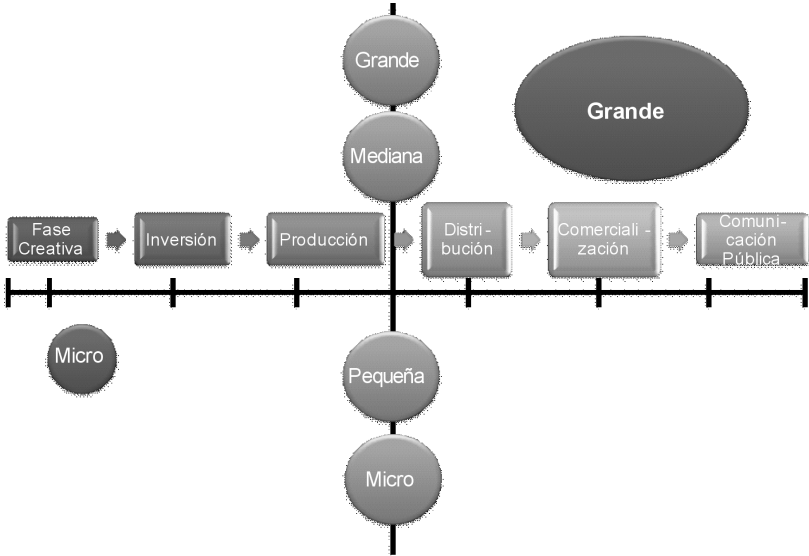 Grande
Grande
Mediana
Fase
Creativa
Inversión
Producción
Distri-
bución
Comerciali-
zación
Comuni-
cación
Pública
Micro
Pequeña
Micro